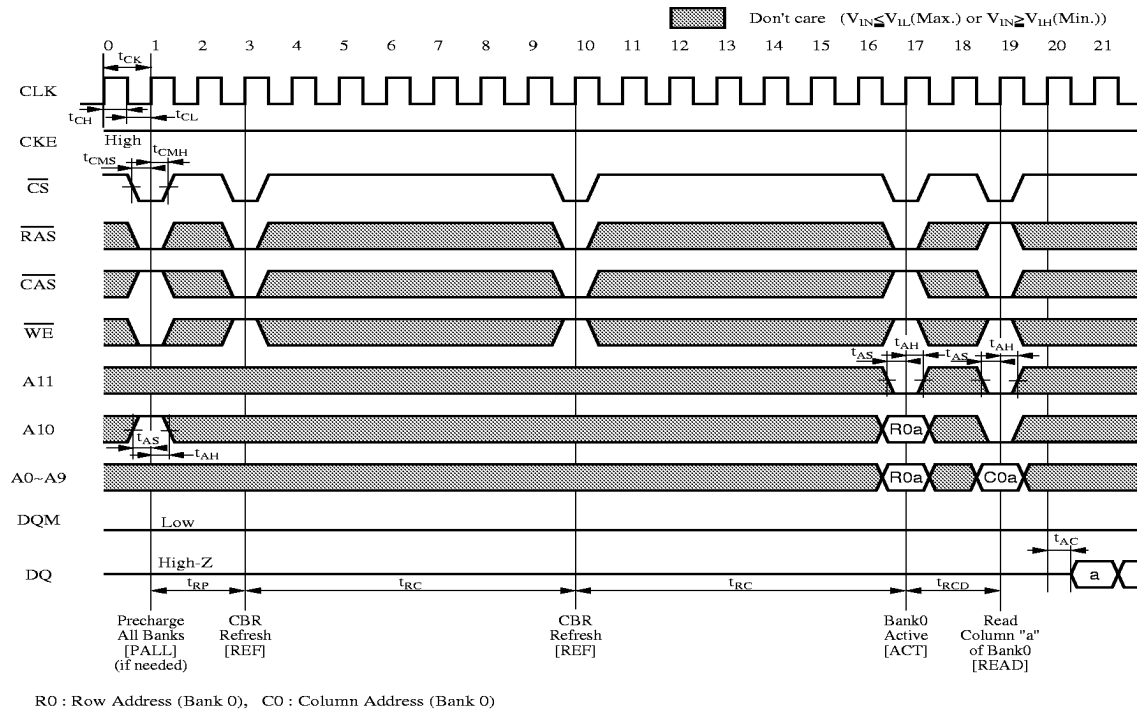 Don't care (VIN≦VIL(Max.) or VIN≧VIH(Min.))
0 1 2 3 4 5 6 7 8 9 10 11 12 13 14 15 16 17 18 19 20 21
tCK
CLK
tCH
tCL
CKE
High
tCMS
tCMH
CS
RAS
CAS
WE
tAS
tAH
tAS
tAH
A11
A10
tAS
tAH
R0a
A0~A9
R0a
C0a
DQM
Low
High-Z
tAC
DQ
a
tRP
tRC
tRC
tRCD
Precharge
All Banks
[PALL]
(if needed)
CBR
Refresh
[REF]
CBR
Refresh
[REF]
Bank0
Active
[ACT]
Read
Column "a"
of Bank0
[READ]
R0 : Row Address (Bank 0), C0 : Column Address (Bank 0)